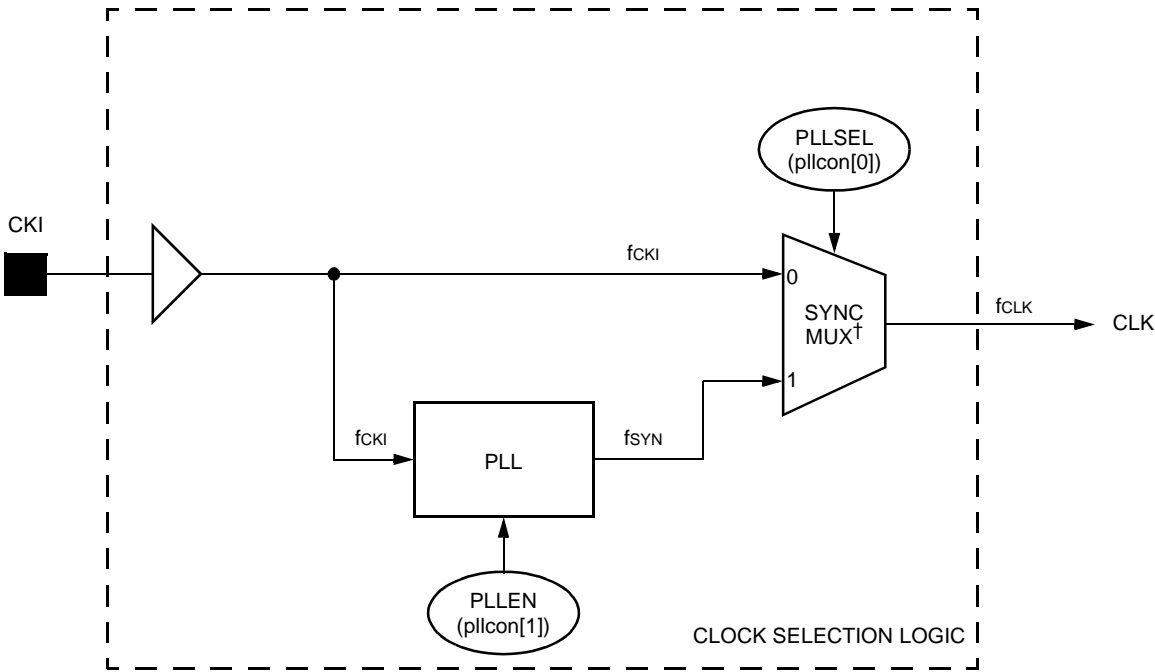 PLLSEL
(pllcon[0])
CKI
fCKI
0
SYNC
MUX†
fCLK
CLK
1
fCKI
PLL
fSYN
PLLEN
(pllcon[1])
CLOCK SELECTION LOGIC